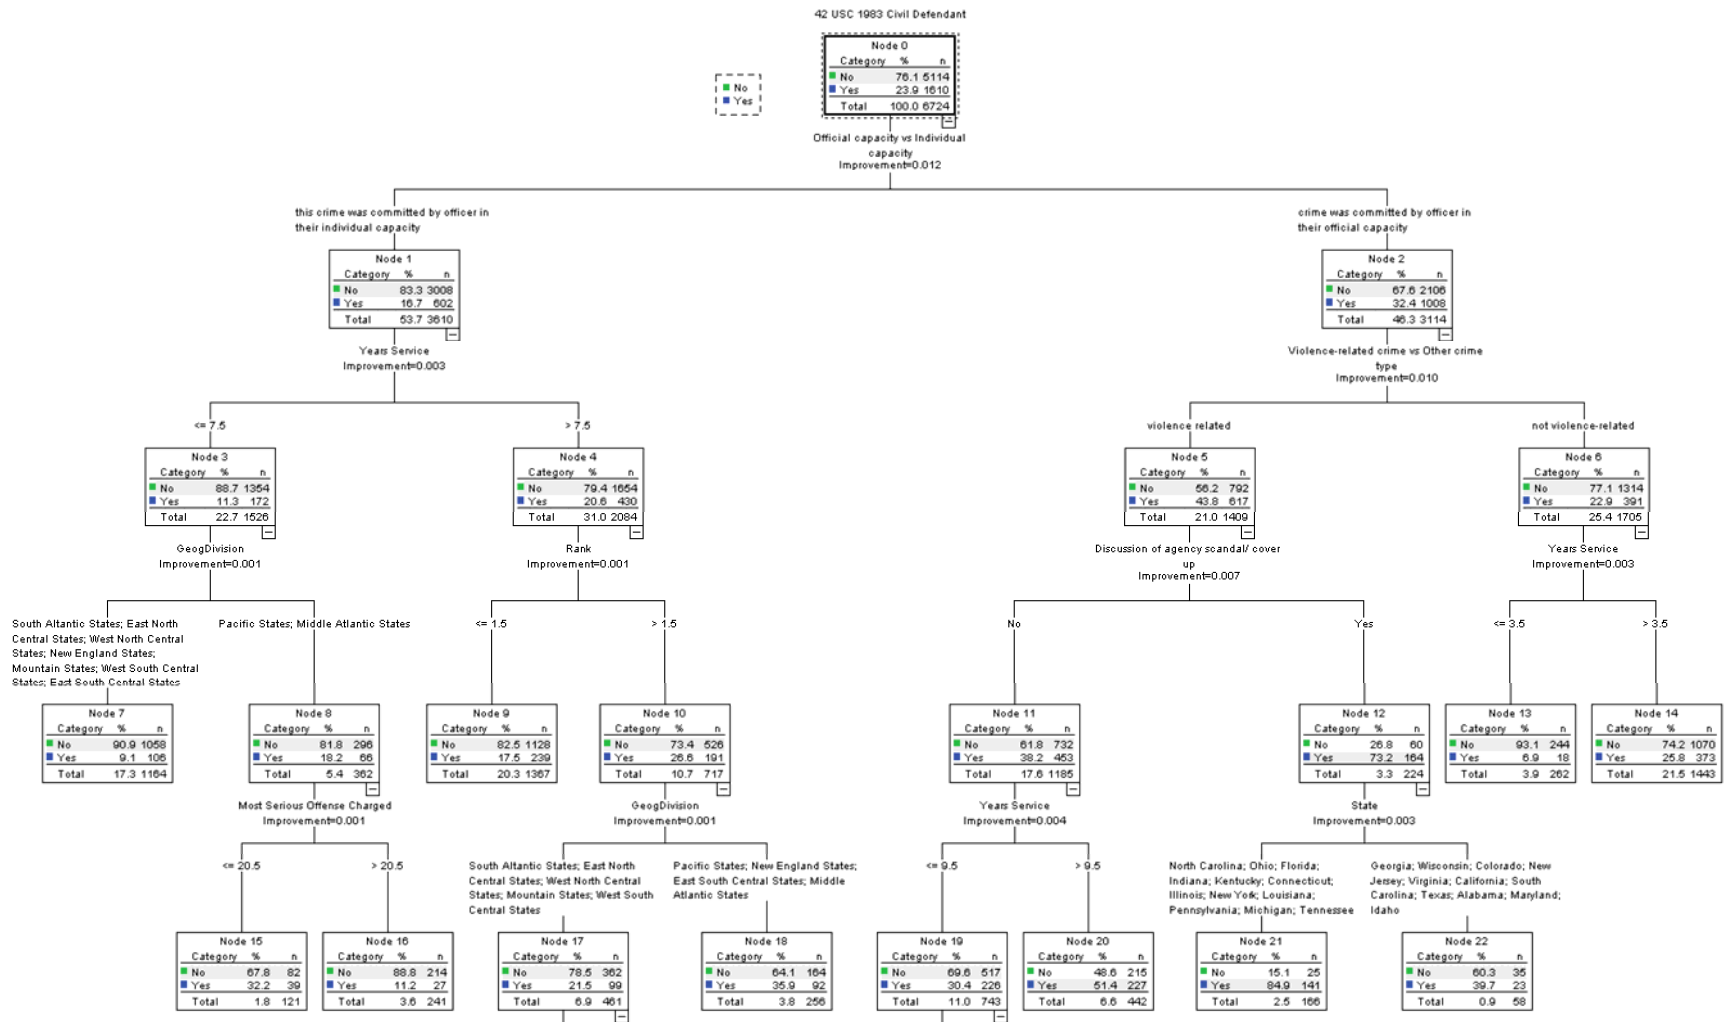 42 USC 1983 Civil Defendant
Node 0
Category % n
No 76.1 5114
Yes 23.9 1610
Total 100.0 6724
No
Yes
Official capacity vs Individual
capacity
Improvement=0.012
this crime was committed by officer in
their individual capacity
crime was committed by officer in
their official capacity
Node 1
Category % n
No 83.3 3008
Yes 16.7 602
Total 53.7 3610
Node 2
Category % n
No 67.6 2106
Yes 32.4 1008
Total 46.3 3114
Years Service
Improvement=0.003
Violence-related crime vs Other crime
type
Improvement=0.010
<= 7.5
> 7.5
violence related
not violence-related
Node 3
Category % n
No 88.7 1354
Yes 11.3 172
Total 22.7 1526
Node 4
Category % n
No 79.4 1654
Yes 20.6 430
Total 31.0 2084
Node 5
Category % n
No 56.2 792
Yes 43.8 617
Total 21.0 1409
Node 6
Category % n
No 77.1 1314
Yes 22.9 391
Total 25.4 1705
GeogDivision
Improvement=0.001
Rank
Improvement=0.001
Discussion of agency scandal/ cover
up
Improvement=0.007
Years Service
Improvement=0.003
South Altantic States; East North
Central States; West North Central
States; New England States;
Mountain States; West South Central
States; East South Central States
Pacific States; Middle Atlantic States
<= 1.5
> 1.5
No
Yes
<= 3.5
> 3.5
Node 7
Category % n
No 90.9 1058
Yes 9.1 106
Total 17.3 1164
Node 8
Category % n
No 81.8 296
Yes 18.2 66
Total 5.4 362
Node 9
Category % n
No 82.5 1128
Yes 17.5 239
Total 20.3 1367
Node 10
Category % n
No 73.4 526
Yes 26.6 191
Total 10.7 717
Node 11
Category % n
No 61.8 732
Yes 38.2 453
Total 17.6 1185
Node 12
Category % n
No 26.8 60
Yes 73.2 164
Total 3.3 224
Node 13
Category % n
No 93.1 244
Yes 6.9 18
Total 3.9 262
Node 14
Category % n
No 74.2 1070
Yes 25.8 373
Total 21.5 1443
Most Serious Offense Charged
Improvement=0.001
GeogDivision
Improvement=0.001
Years Service
Improvement=0.004
State
Improvement=0.003
<= 20.5
> 20.5
South Altantic States; East North
Central States; West North Central
States; Mountain States; West South
Central States
Pacific States; New England States;
East South Central States; Middle
Atlantic States
<= 9.5
> 9.5
North Carolina; Ohio; Florida;
Indiana; Kentucky; Connecticut;
Illinois; New York; Louisiana;
Pennsylvania; Michigan; Tennessee
Georgia; Wisconsin; Colorado; New
Jersey; Virginia; California; South
Carolina; Texas; Alabama; Maryland;
Idaho
Node 15
Category % n
No 67.8 82
Yes 32.2 39
Total 1.8 121
Node 16
Category % n
No 88.8 214
Yes 11.2 27
Total 3.6 241
Node 17
Category % n
No 78.5 362
Yes 21.5 99
Total 6.9 461
Node 18
Category % n
No 64.1 164
Yes 35.9 92
Total 3.8 256
Node 19
Category % n
No 69.6 517
Yes 30.4 226
Total 11.0 743
Node 20
Category % n
No 48.6 215
Yes 51.4 227
Total 6.6 442
Node 21
Category % n
No 15.1 25
Yes 84.9 141
Total 2.5 166
Node 22
Category % n
No 60.3 35
Yes 39.7 23
Total 0.9 58